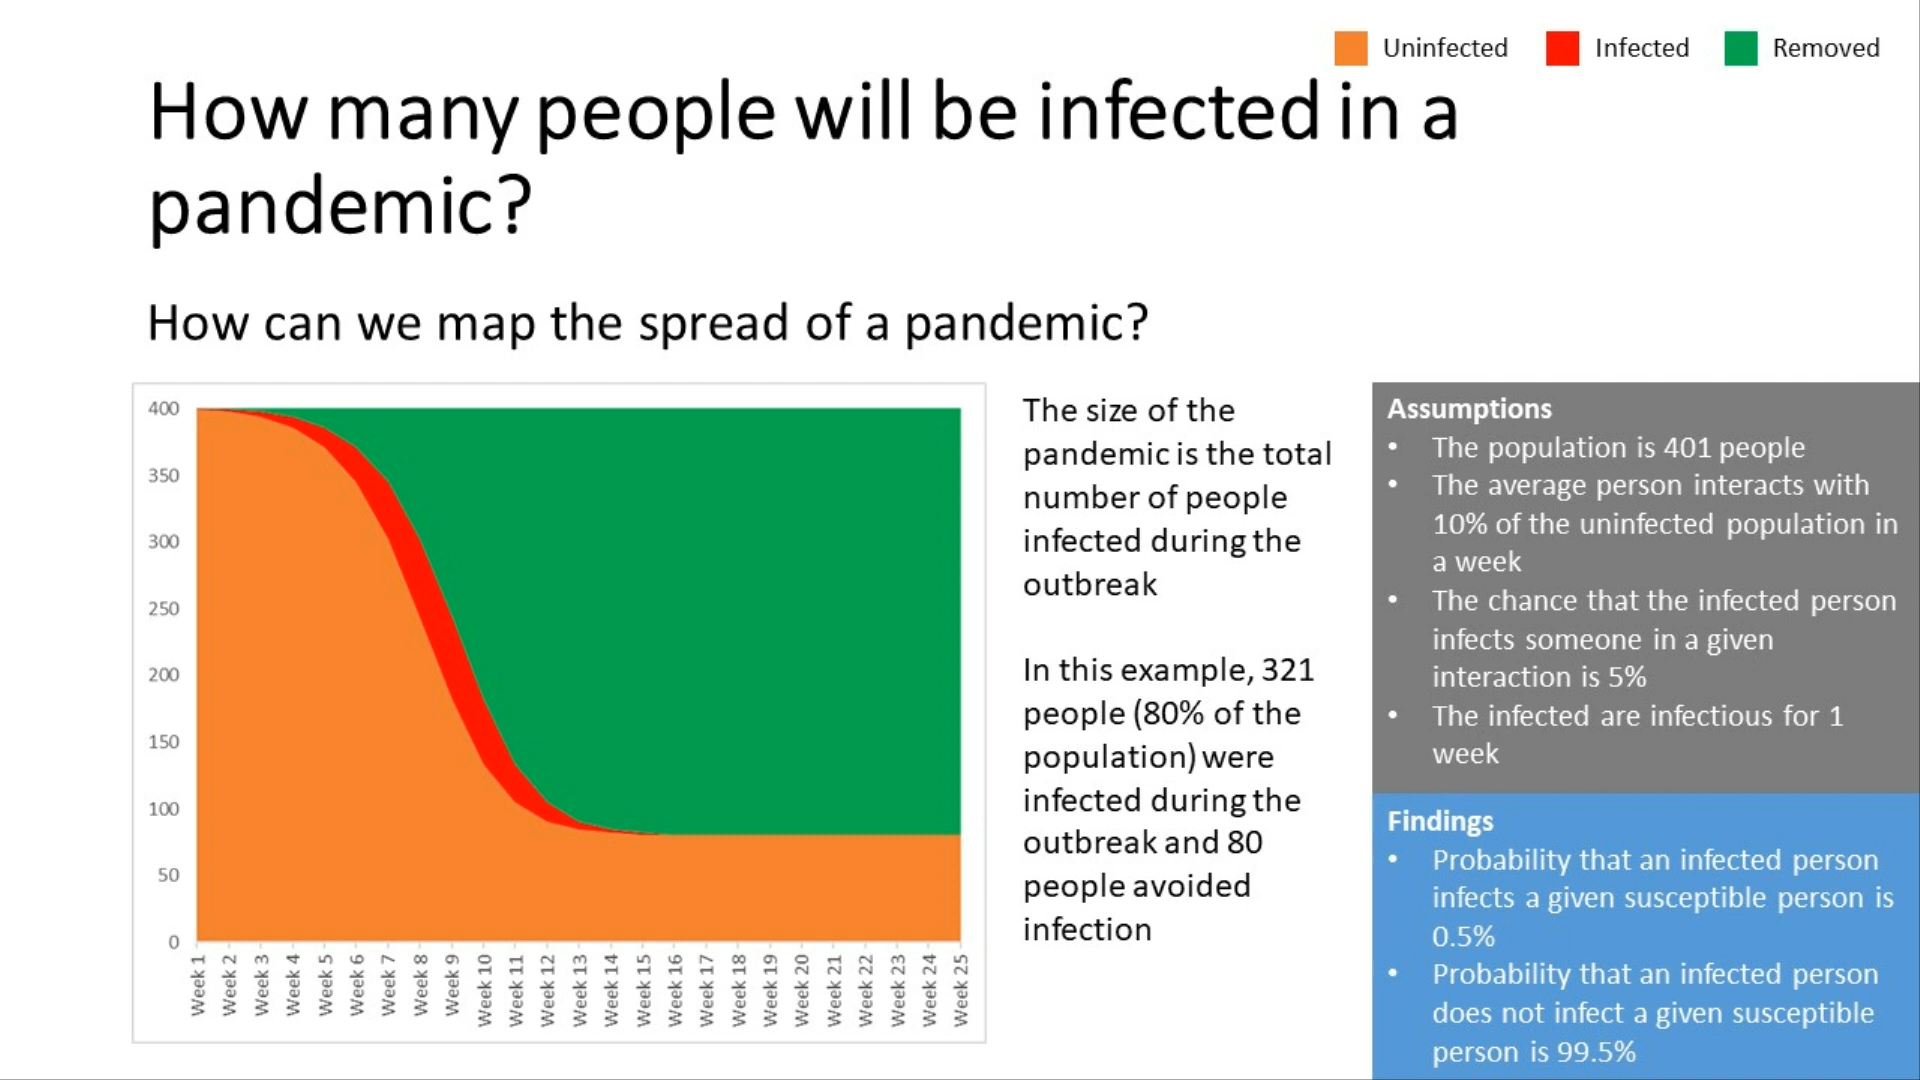 Uninfected
Infected
Removed
How many people will be infected in a
pandemic?
How can we map the spread of a pandemic?
400
350
300
250
200
150
100
50
0
Week 1
Week 2
Week 3
Week 4
Week 5
Week 6
Week 7
Week 8
Week 9
Week 10
Week 11
Week 12
Week 13
Week 14
Week 15
Week 16
Week 17
Week 18
Week 19
Week 20
Week 21
Week 22
Week 23
Week 24
Week 25
The size of the
pandemic is the total
number of people
infected during the
outbreak
In this example, 321
people (80% of the
population) were
infected during the
outbreak and 80
people avoided
infection
Assumptions
• The population is 401 people
• The average person interacts with
10% of the uninfected population in
a week
• The chance that the infected person
infects someone in a given
interaction is 5%
• The infected are infectious for 1
week
Findings
• Probability that an infected person
infects a given susceptible person is
0.5%
• Probability that an infected person
does not infect a given susceptible
person is 99.5%